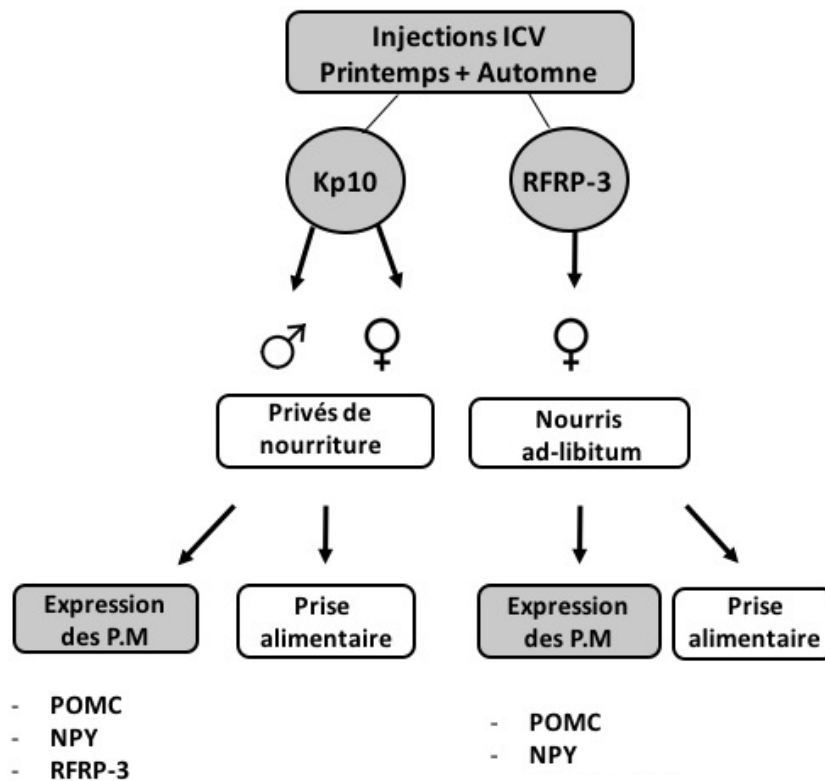 Injections ICV
Printemps + Automne
Kp10
RFRP-3
Privés de
nourriture
Nourris
ad-libitum
Expression
des P.M
Prise
alimentaire
Expression
des P.M
Prise
alimentaire
- POMC
- NPY
- RFRP-3
- POMC
- NPY